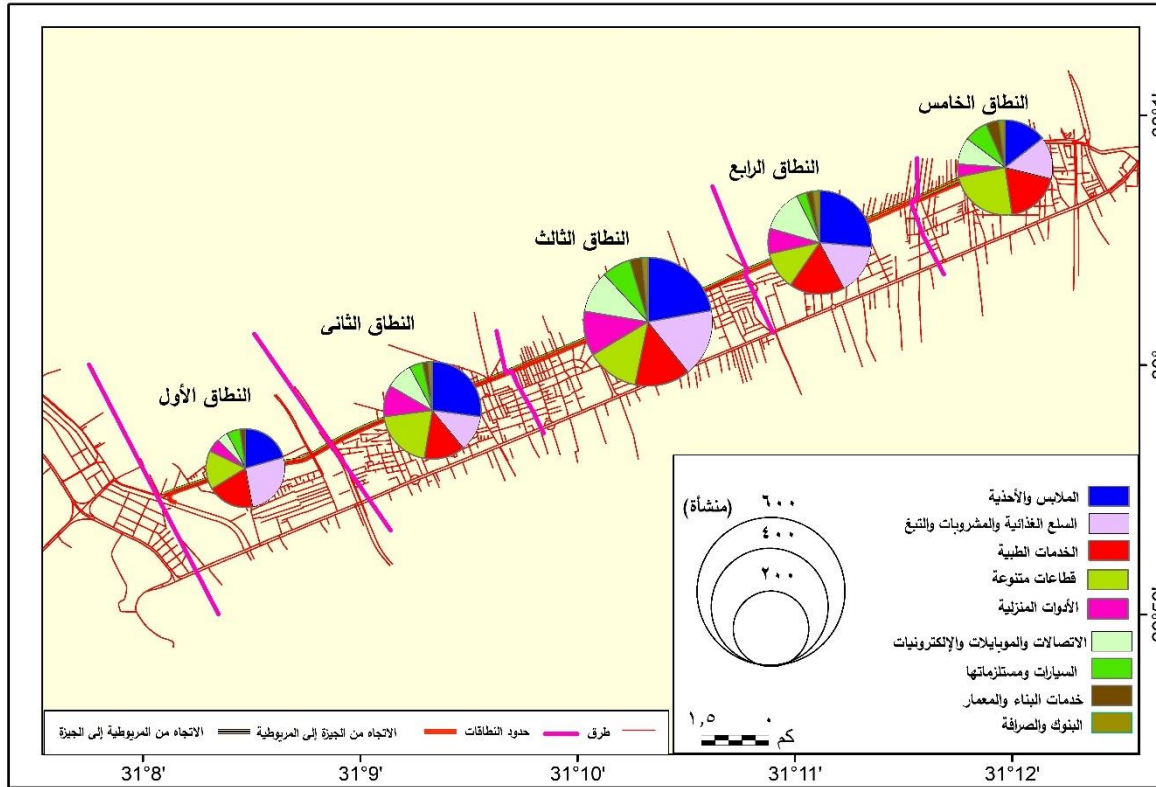 النطاق الخامس
النطاق الرابع
النطاق الثالث
النطاق الثانى
النطاق الأول
(منشأة)
٦٠٠
٤٠٠
٢٠٠
الملابس والأحذية
السلع الغذائية والمشروبات والتبغ
الخدمات الطبية
قطاعات متنوعة
الأدوات المنزلية
الاتصالات والموبايلات والإلكترونيات
السيارات ومستلزماتها
خدمات البناء والمعمار
البنوك والصرافة
١,٥ ٠
كم
طرق حدود النطاقات الاتجاه من الجيزة إلى المريوطية الاتجاه من المريوطية إلى الجيزة
31°8' 31°9' 31°10' 31°11' 31°12'